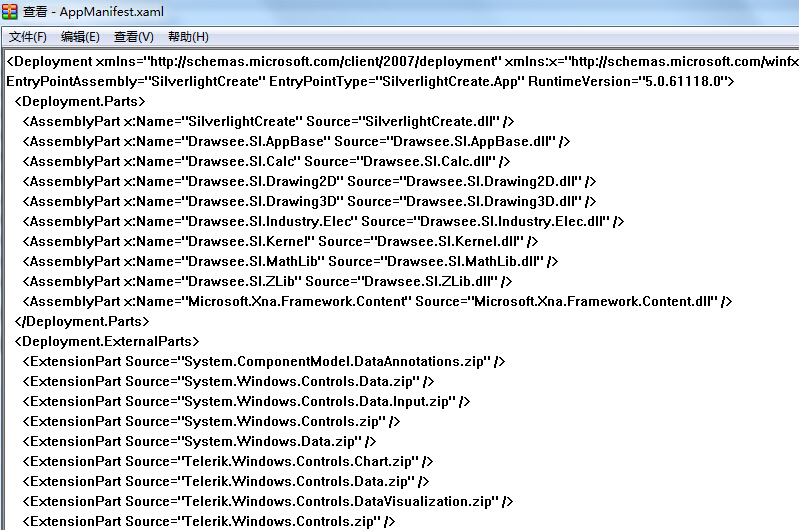 查看 - AppManifest.xaml
文件(F) 编辑(E) 查看(V) 帮助(H)
<Deployment xmlns="http://schemas.microsoft.com/client/2007/deployment" xmlns:x="http://schemas.microsoft.com/winfx
EntryPointAssembly="SilverlightCreate" EntryPointType="SilverlightCreate.App" RuntimeVersion="5.0.61118.0">
<Deployment.Parts>
<AssemblyPart x:Name="SilverlightCreate" Source="SilverlightCreate.dll" />
<AssemblyPart x:Name="Drawsee.Sl.AppBase" Source="Drawsee.Sl.AppBase.dll" />
<AssemblyPart x:Name="Drawsee.Sl.Calc" Source="Drawsee.Sl.Calc.dll" />
<AssemblyPart x:Name="Drawsee.Sl.Drawing2D" Source="Drawsee.Sl.Drawing2D.dll" />
<AssemblyPart x:Name="Drawsee.Sl.Drawing3D" Source="Drawsee.Sl.Drawing3D.dll" />
<AssemblyPart x:Name="Drawsee.Sl.Industry.Elec" Source="Drawsee.Sl.Industry.Elec.dll" />
<AssemblyPart x:Name="Drawsee.Sl.Kernel" Source="Drawsee.Sl.Kernel.dll" />
<AssemblyPart x:Name="Drawsee.Sl.MathLib" Source="Drawsee.Sl.MathLib.dll" />
<AssemblyPart x:Name="Drawsee.Sl.ZLib" Source="Drawsee.Sl.ZLib.dll" />
<AssemblyPart x:Name="Microsoft.Xna.Framework.Content" Source="Microsoft.Xna.Framework.Content.dll" />
</Deployment.Parts>
<Deployment.ExternalParts>
<ExtensionPart Source="System.ComponentModel.DataAnnotations.zip" />
<ExtensionPart Source="System.Windows.Controls.Data.zip" />
<ExtensionPart Source="System.Windows.Controls.Data.Input.zip" />
<ExtensionPart Source="System.Windows.Controls.zip" />
<ExtensionPart Source="System.Windows.Data.zip" />
<ExtensionPart Source="Telerik.Windows.Controls.Chart.zip" />
<ExtensionPart Source="Telerik.Windows.Controls.Data.zip" />
<ExtensionPart Source="Telerik.Windows.Controls.DataVisualization.zip" />
<ExtensionPart Source="Telerik.Windows.Controls.zip" />